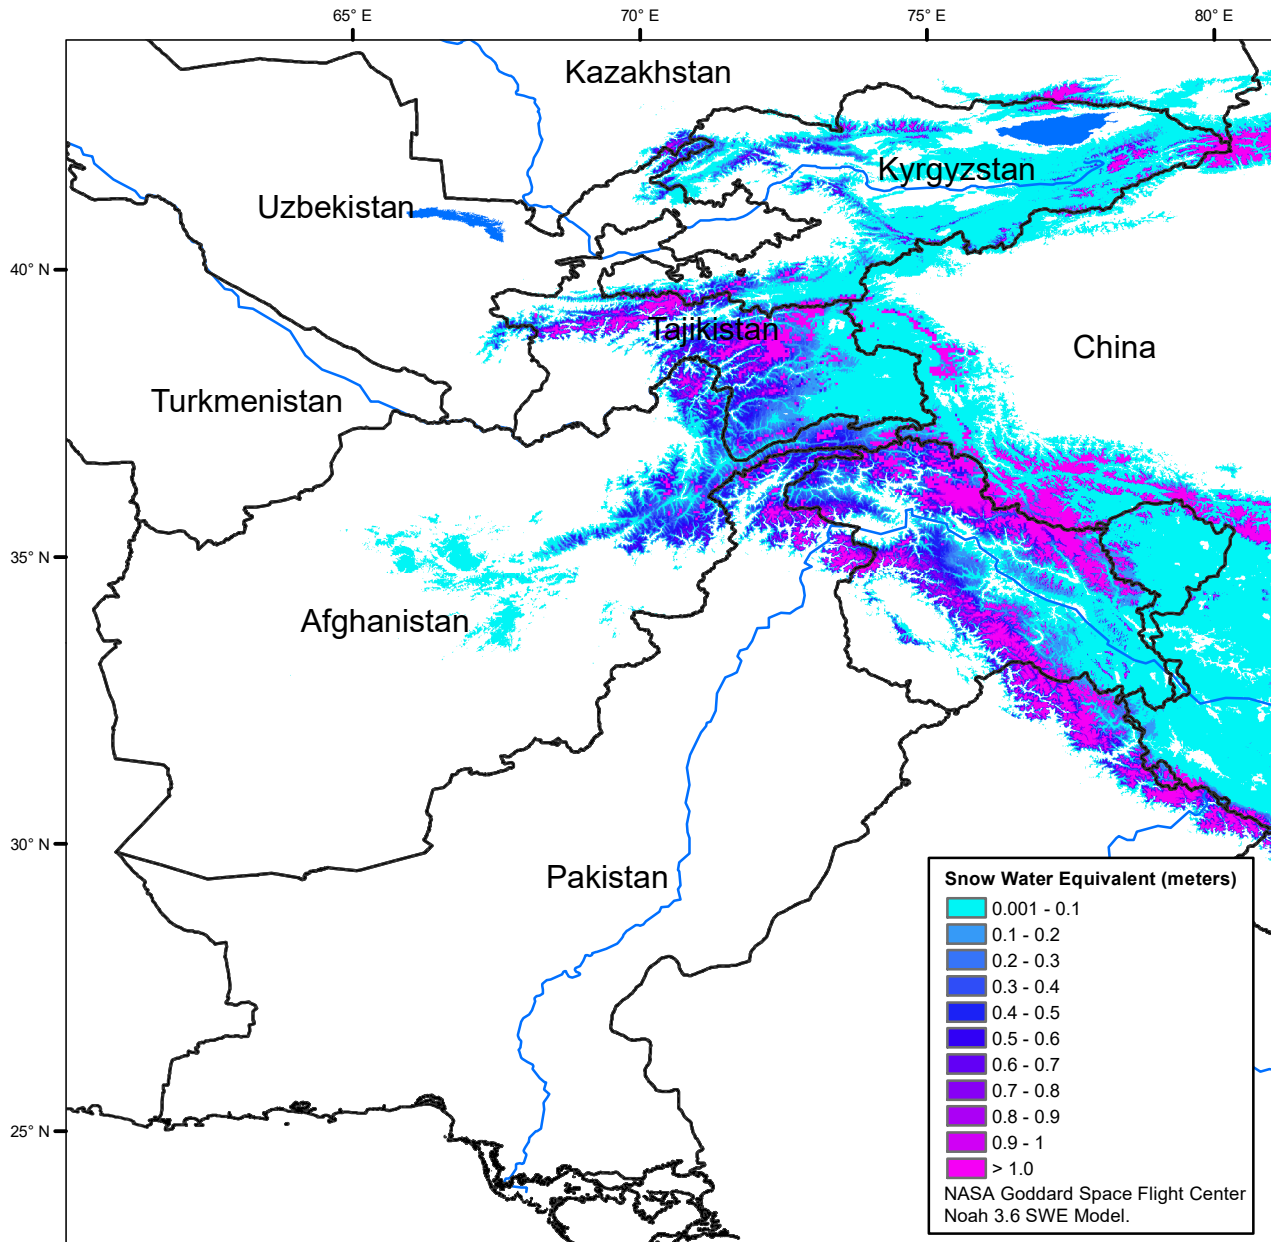 65° E
70° E
75° E
80° E
Kazakhstan
Kyrgyzstan
Uzbekistan
40° N
Tajikistan
China
Turkmenistan
35° N
Afghanistan
30° N
Pakistan
25° N
Snow Water Equivalent (meters)
0.001 - 0.1
0.1 - 0.2
0.2 - 0.3
0.3 - 0.4
0.4 - 0.5
0.5 - 0.6
0.6 - 0.7
0.7 - 0.8
0.8 - 0.9
0.9 - 1
> 1.0
NASA Goddard Space Flight Center
Noah 3.6 SWE Model.